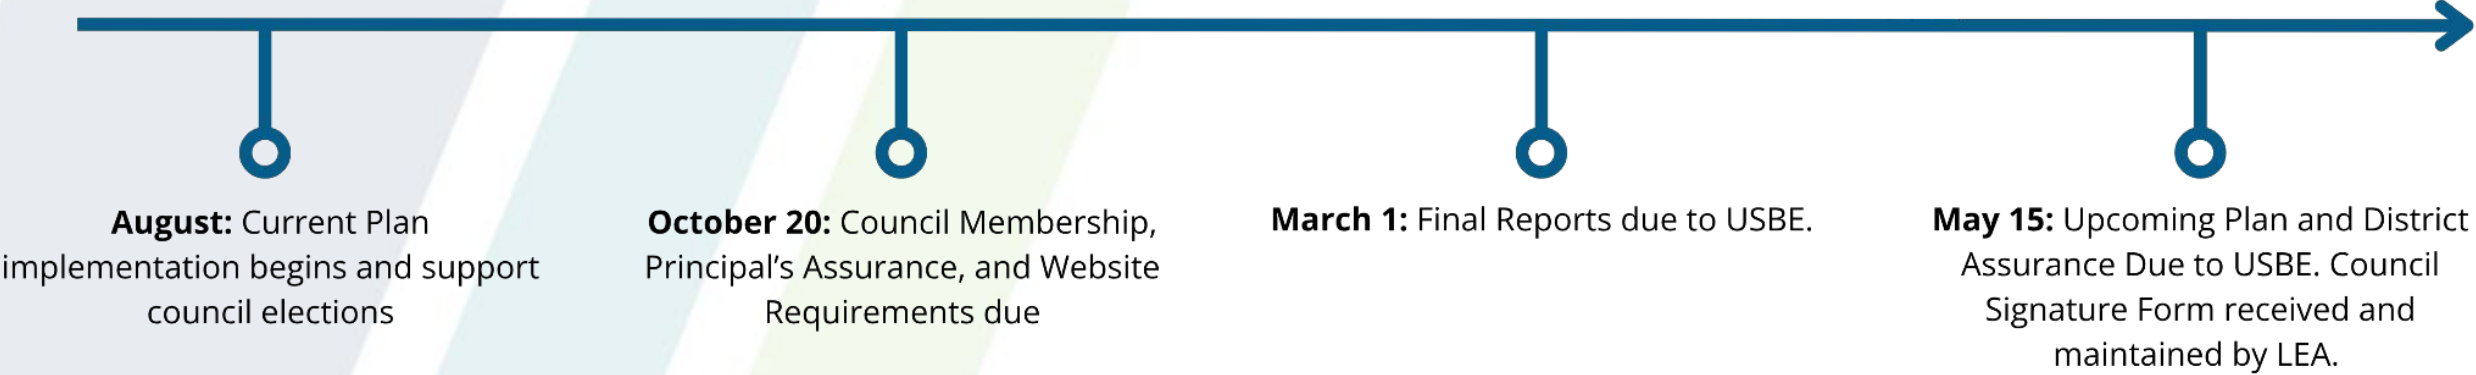 August: Current Plan
implementation begins and support
council elections
October 20: Council Membership,
Principal's Assurance, and Website
Requirements due
March 1: Final Reports due to USBE.
May 15: Upcoming Plan and District
Assurance Due to USBE. Council
Signature Form received and
maintained by LEA.